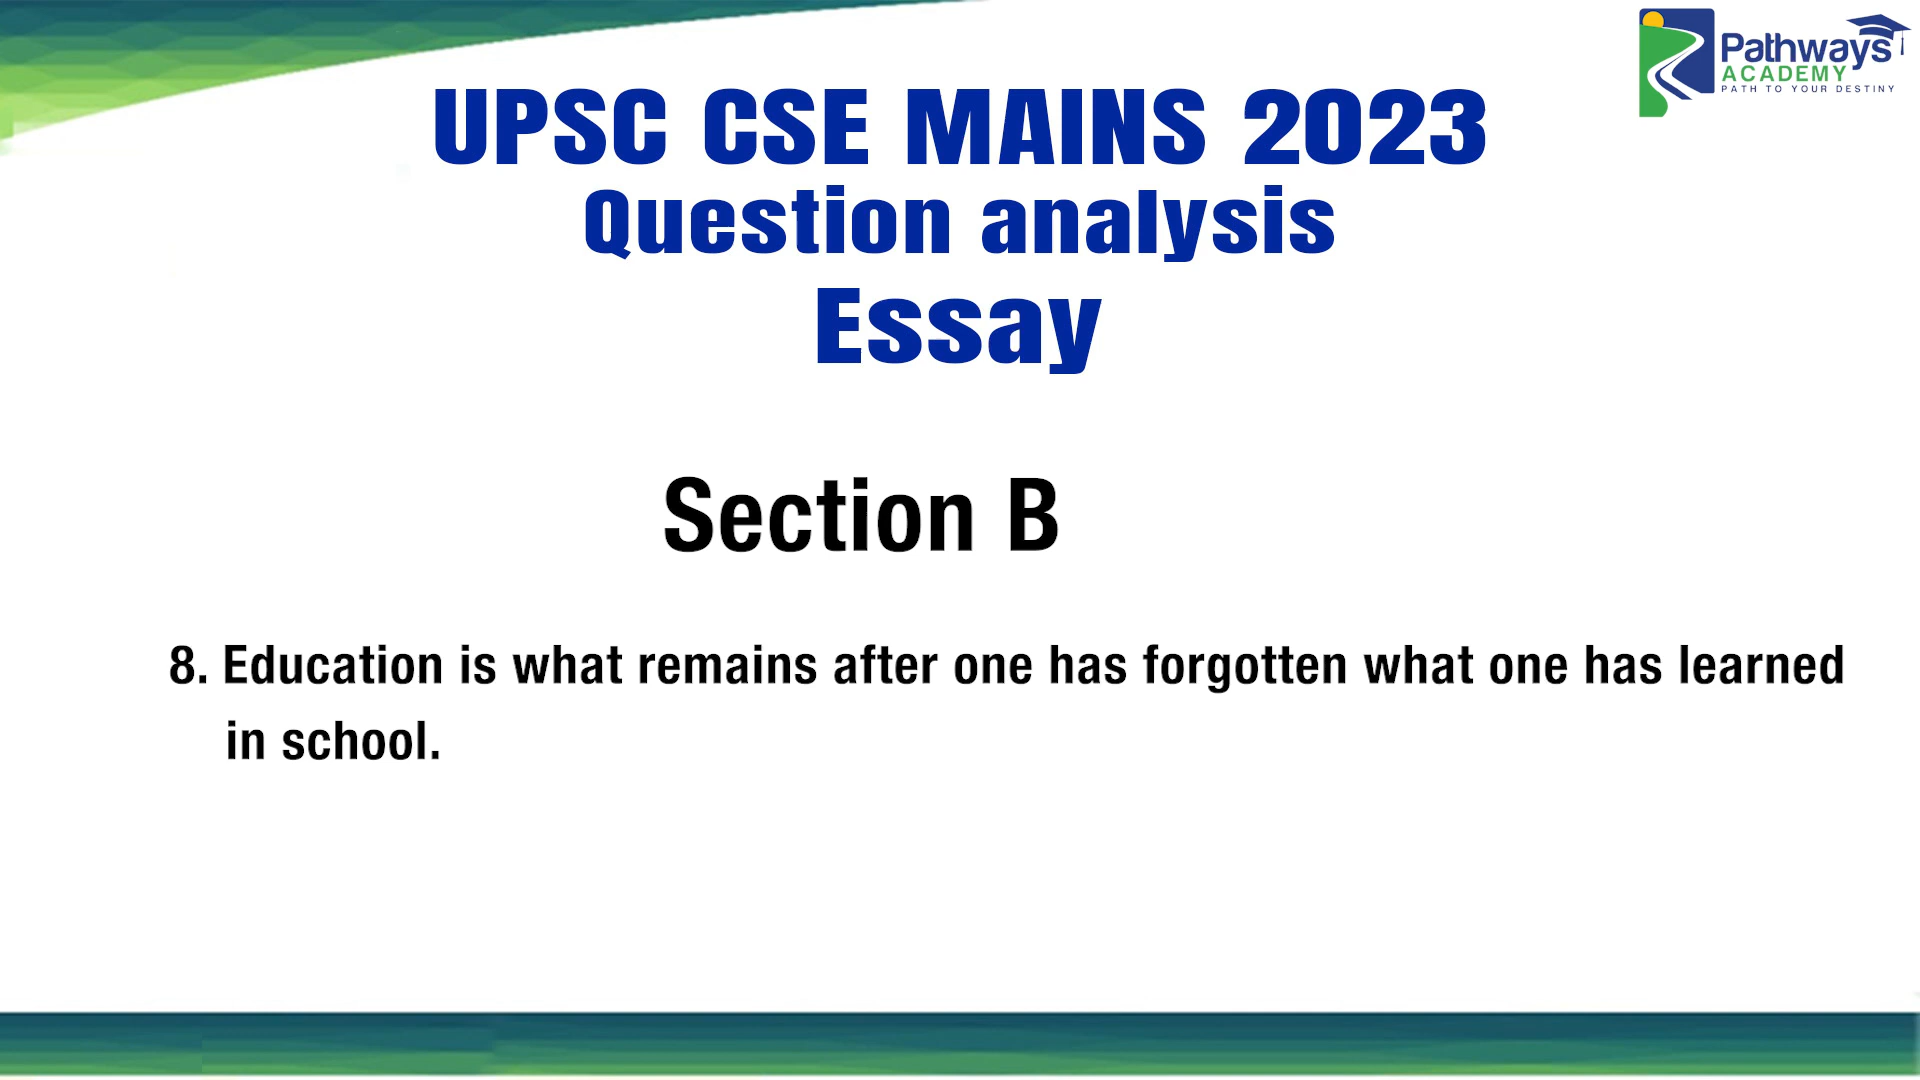 Pathways
ACADEMY
PATH TO YOUR DESTINY
UPSC CSE MAINS 2023
Question analysis
Essay
Section B
8. Education is what remains after one has forgotten what one has learned
in school.